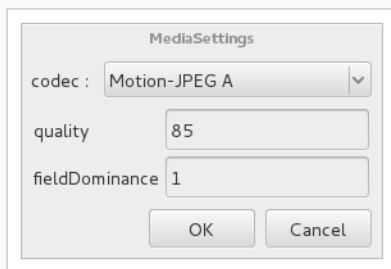 MediaSettings
codec : Motion-JPEG A
quality 85
fieldDominance 1
OK Cancel